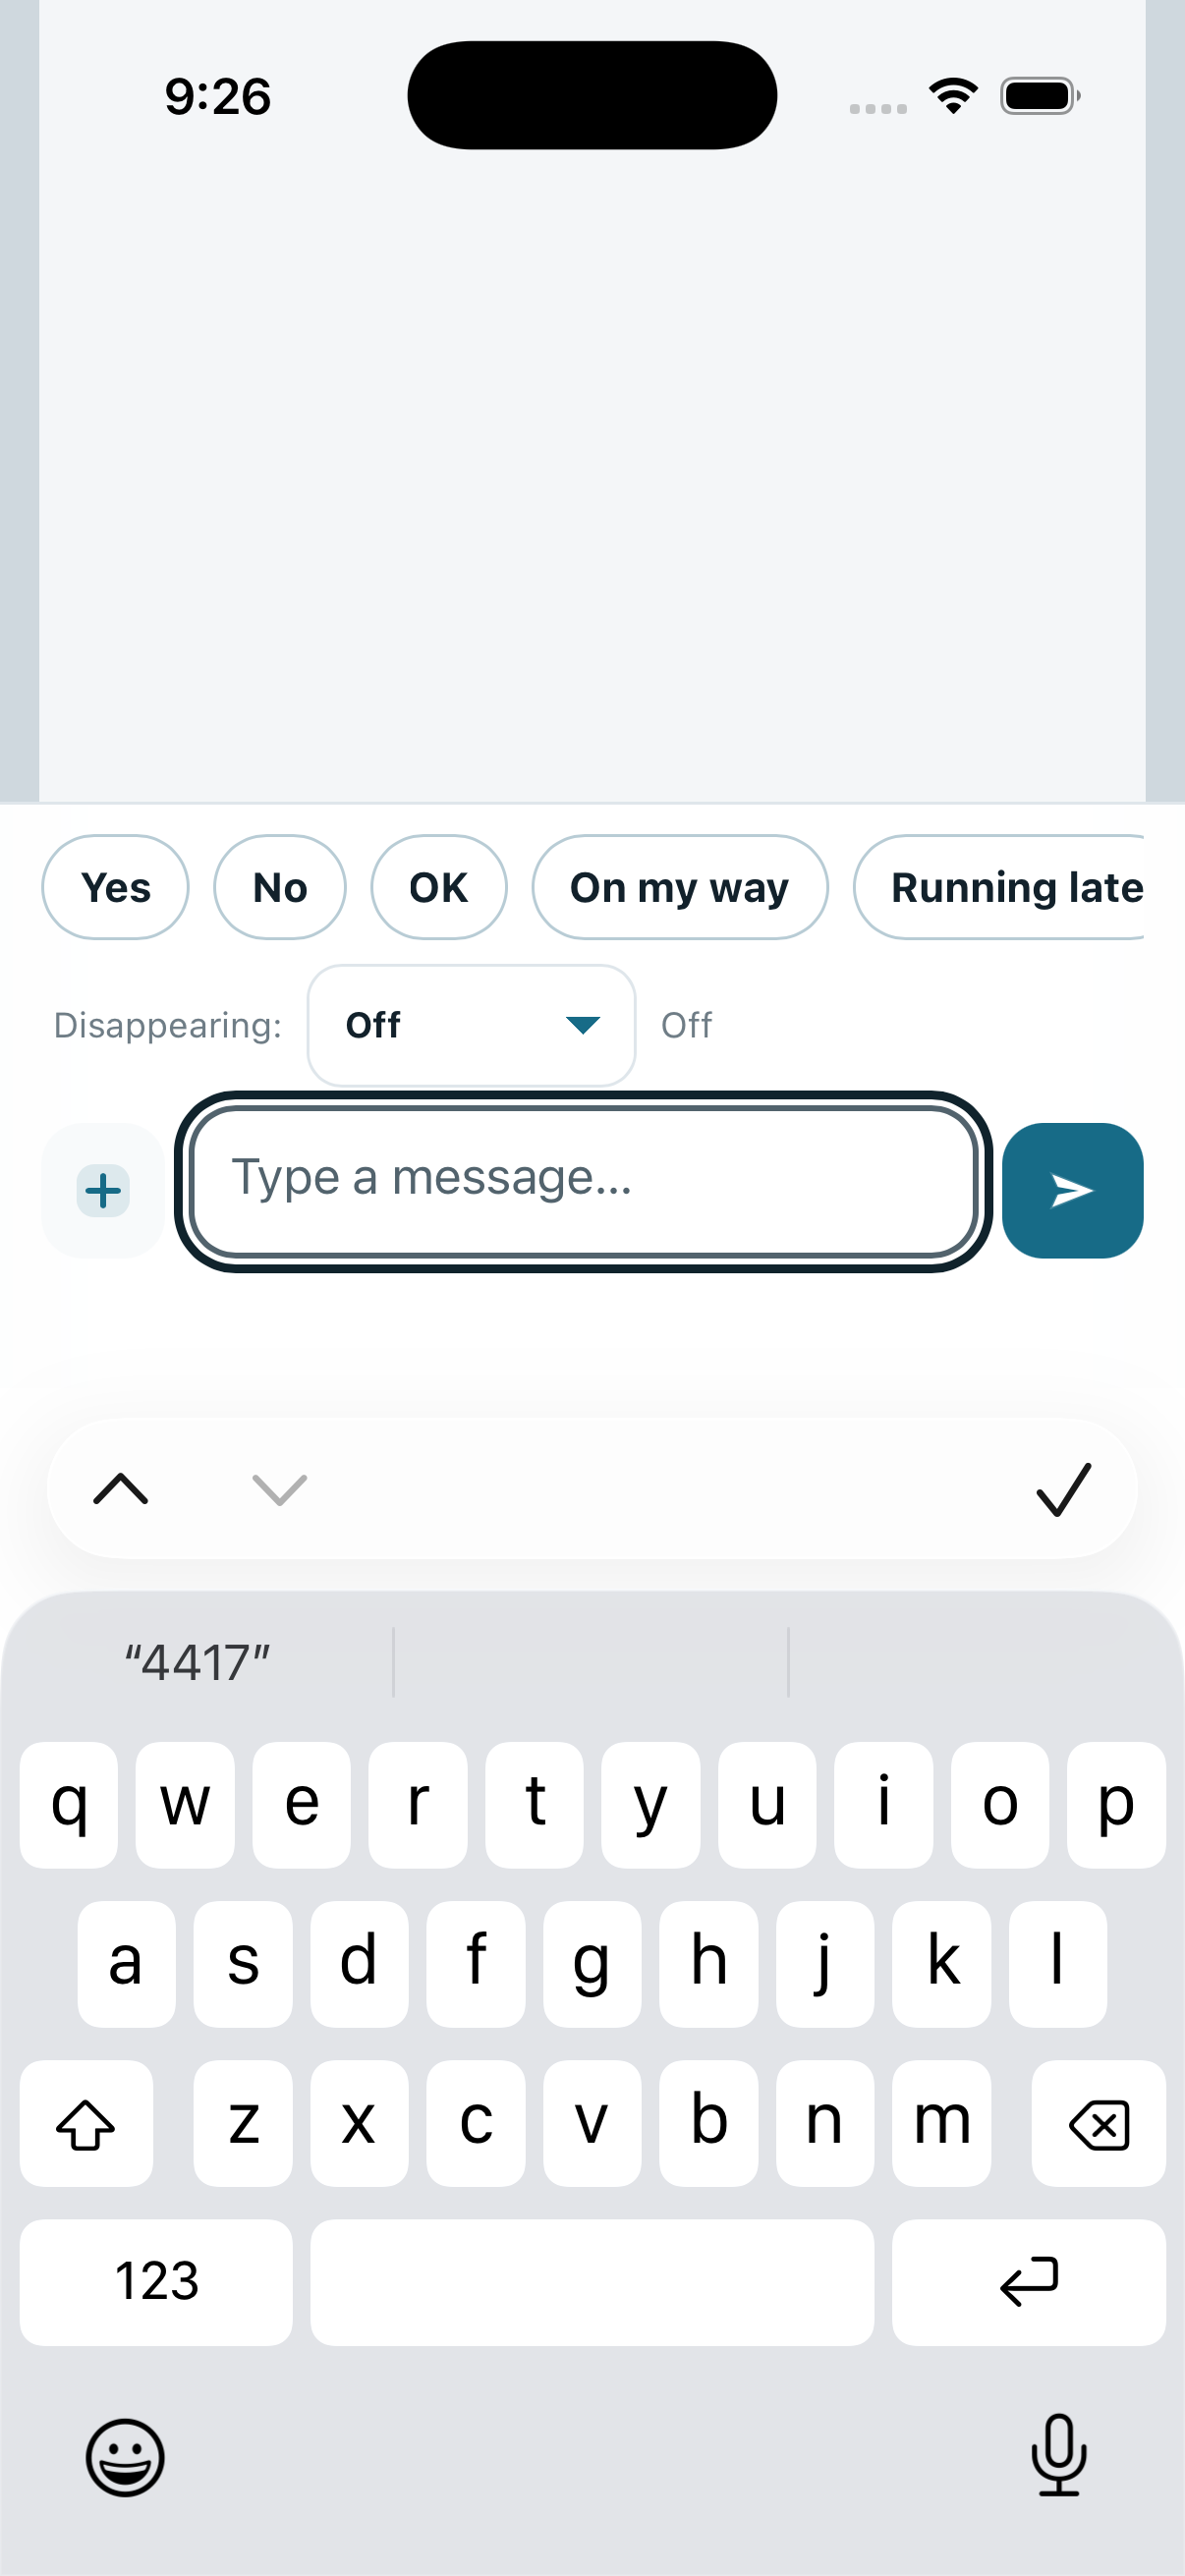 9:26
Yes No OK On my way Running late
Disappearing: Off Off
Type a message...
“4417”
q w e r t y u i o p
a s d f g h j k l
z x c v b n m
123